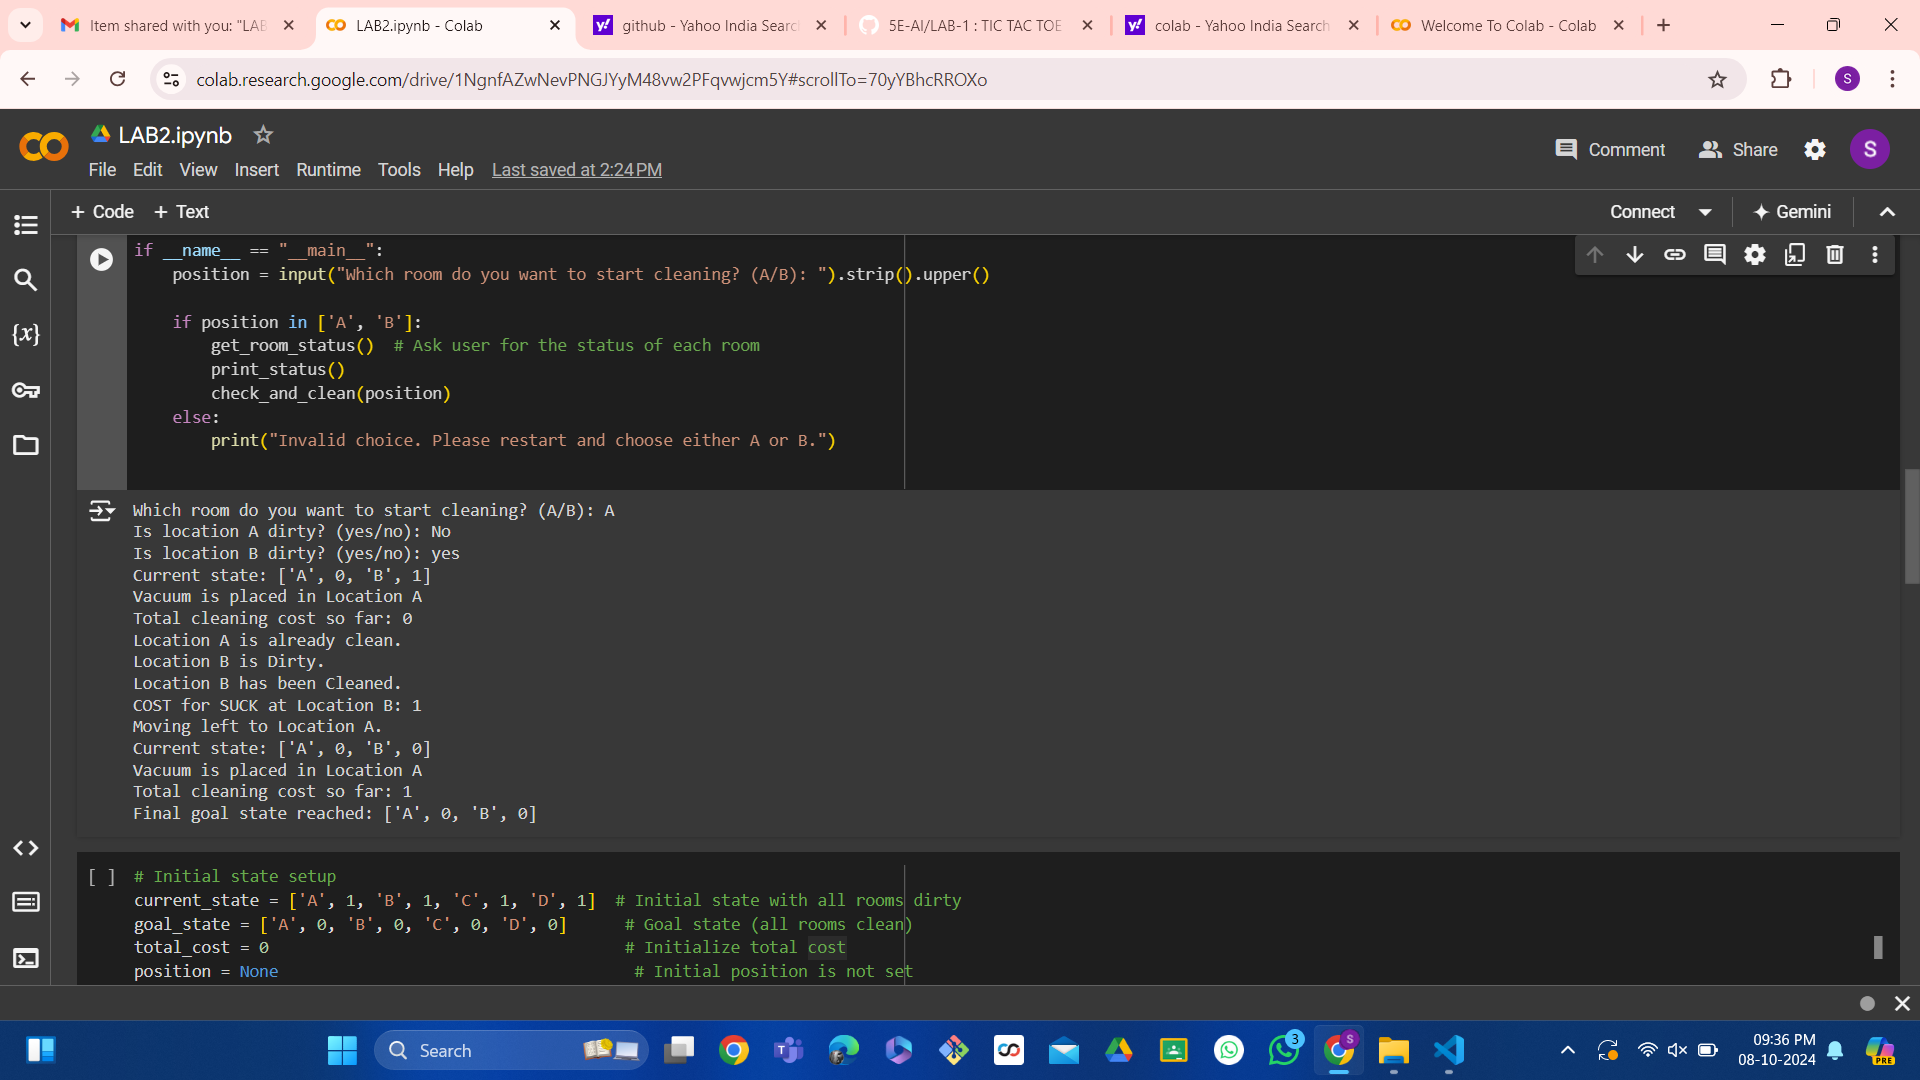 Item shared with you: "LAB
LAB2.ipynb - Colab
github - Yahoo India Searc
5E-AI/LAB-1 : TIC TAC TOE
colab - Yahoo India Search
Welcome To Colab - Colab
colab.research.google.com/drive/1NgnfAZwNevPNGJYyM48vw2PFqvwjcm5Y#scrollTo=70yYBhcRROXo
S
LAB2.ipynb
File Edit View Insert Runtime Tools Help Last saved at 2:24 PM
Comment Share S
+ Code + Text
Connect Gemini
if __name__ == "__main__":
position = input("Which room do you want to start cleaning? (A/B): ").strip().upper()
if position in ['A', 'B']:
get_room_status() # Ask user for the status of each room
print_status()
check_and_clean(position)
else:
print("Invalid choice. Please restart and choose either A or B.")
Which room do you want to start cleaning? (A/B): A
Is location A dirty? (yes/no): No
Is location B dirty? (yes/no): yes
Current state: ['A', 0, 'B', 1]
Vacuum is placed in Location A
Total cleaning cost so far: 0
Location A is already clean.
Location B is Dirty.
Location B has been Cleaned.
COST for SUCK at Location B: 1
Moving left to Location A.
Current state: ['A', 0, 'B', 0]
Vacuum is placed in Location A
Total cleaning cost so far: 1
Final goal state reached: ['A', 0, 'B', 0]
[ ] # Initial state setup
current_state = ['A', 1, 'B', 1, 'C', 1, 'D', 1] # Initial state with all rooms dirty
goal_state = ['A', 0, 'B', 0, 'C', 0, 'D', 0] # Goal state (all rooms clean)
total_cost = 0 # Initialize total cost
position = None # Initial position is not set
Search
3
S
09:36 PM
08-10-2024
PRE